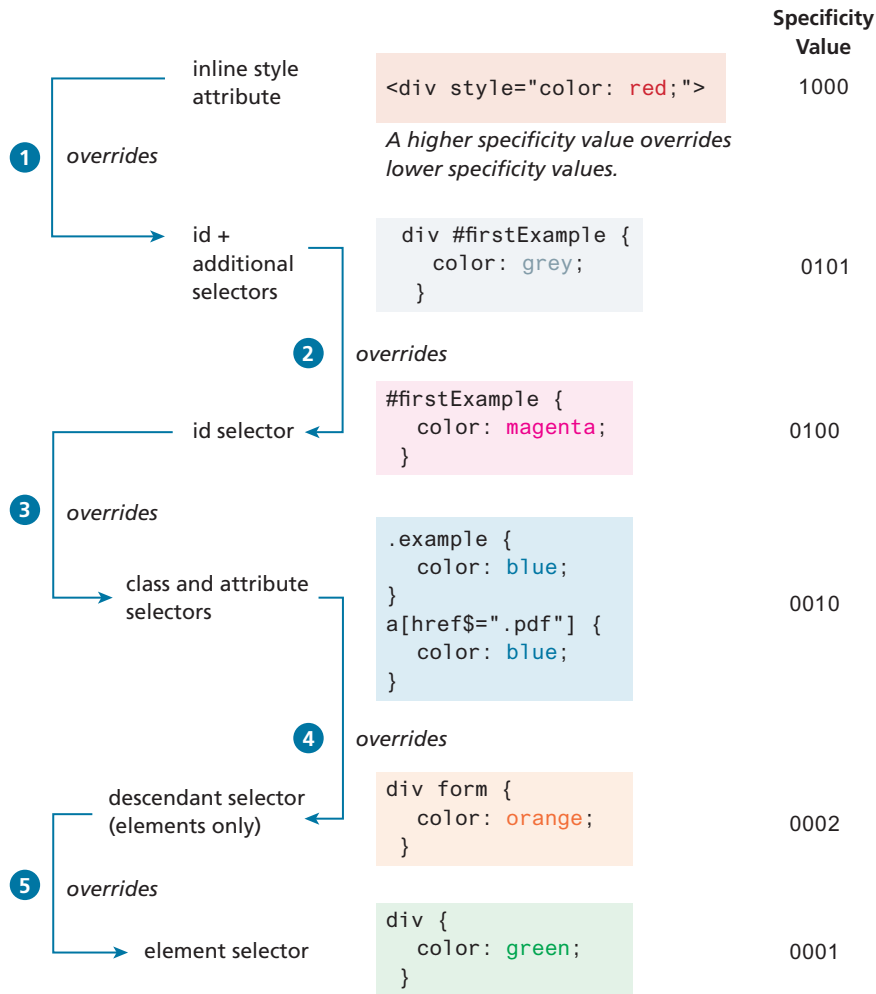 Specificity
Value
inline style
attribute
<div style="color: red;">
1000
1
overrides
A higher specificity value overrides
lower specificity values.
id +
additional
selectors
div #firstExample {
color: grey;
}
0101
2
overrides
id selector
#firstExample {
color: magenta;
}
0100
3
overrides
class and attribute
selectors
.example {
color: blue;
}
a[href$=".pdf"] {
color: blue;
}
0010
4
overrides
descendant selector
(elements only)
div form {
color: orange;
}
0002
5
overrides
element selector
div {
color: green;
}
0001